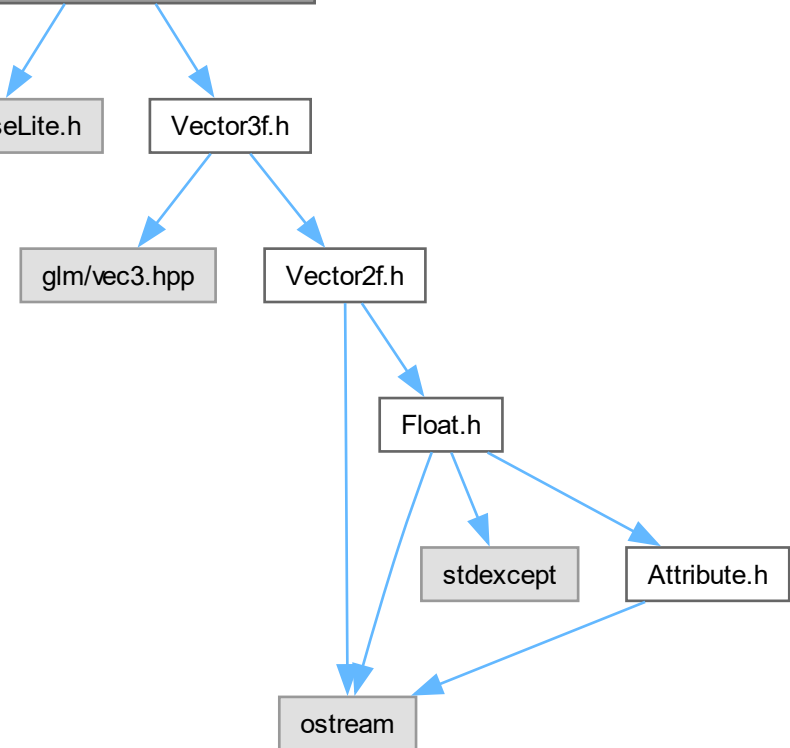 seLite.h
Vector3f.h
glm/vec3.hpp
Vector2f.h
Float.h
stdexcept
Attribute.h
ostream